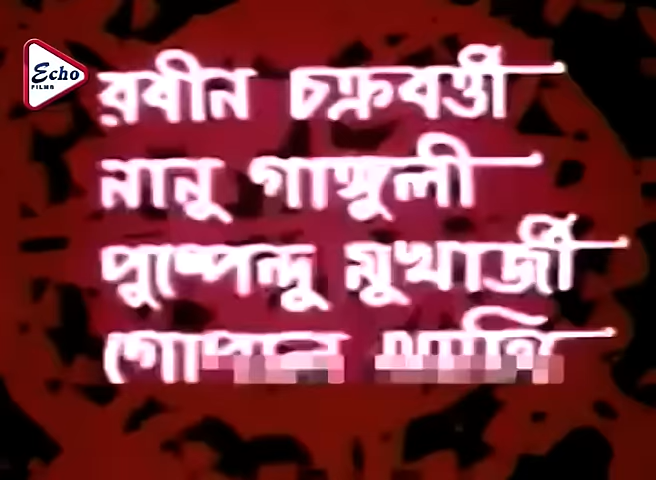 Echo
FILMS
রবীন চক্রবর্ত্তী
নানু গাঙ্গুলী
পুষ্পেন্দু মুখার্জী
গোপাল